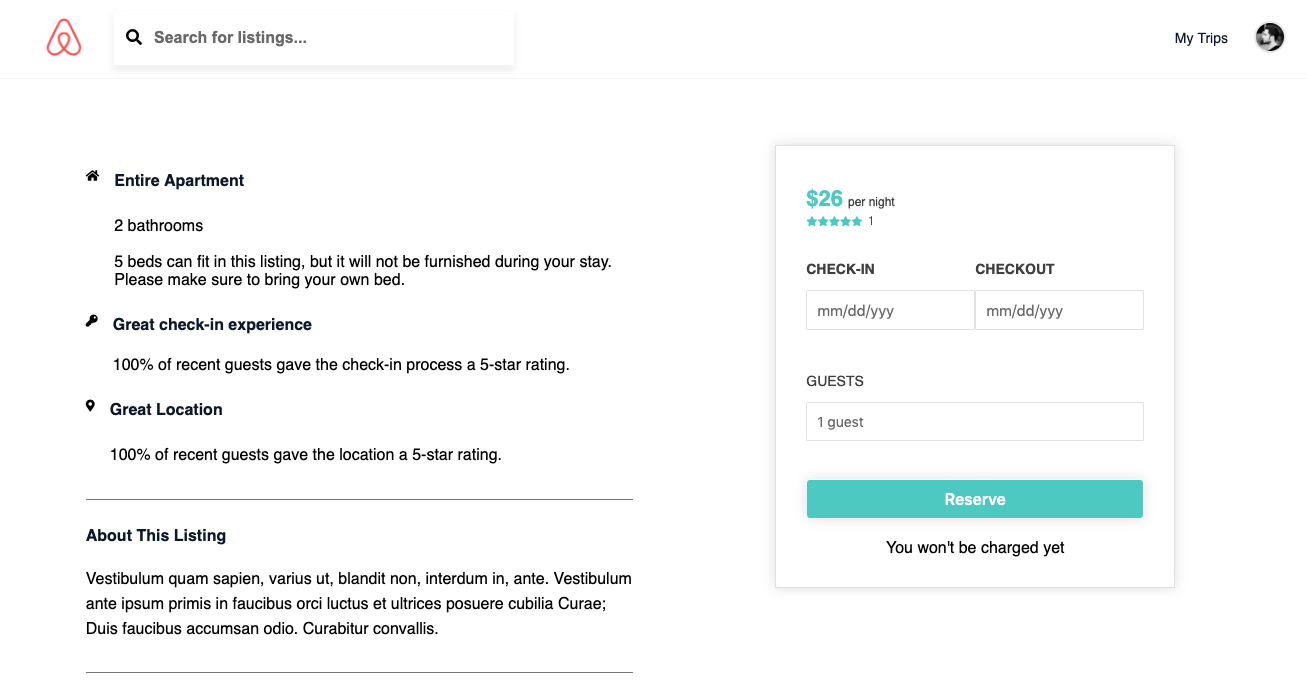 Search for listings...
My Trips
Entire Apartment
2 bathrooms
5 beds can fit in this listing, but it will not be furnished during your stay.
Please make sure to bring your own bed.
Great check-in experience
100% of recent guests gave the check-in process a 5-star rating.
Great Location
100% of recent guests gave the location a 5-star rating.
About This Listing
Vestibulum quam sapien, varius ut, blandit non, interdum in, ante. Vestibulum
ante ipsum primis in faucibus orci luctus et ultrices posuere cubilia Curae;
Duis faucibus accumsan odio. Curabitur convallis.
$26 per night
1
CHECK-IN CHECKOUT
mm/dd/yyy mm/dd/yyy
GUESTS
1 guest
Reserve
You won't be charged yet